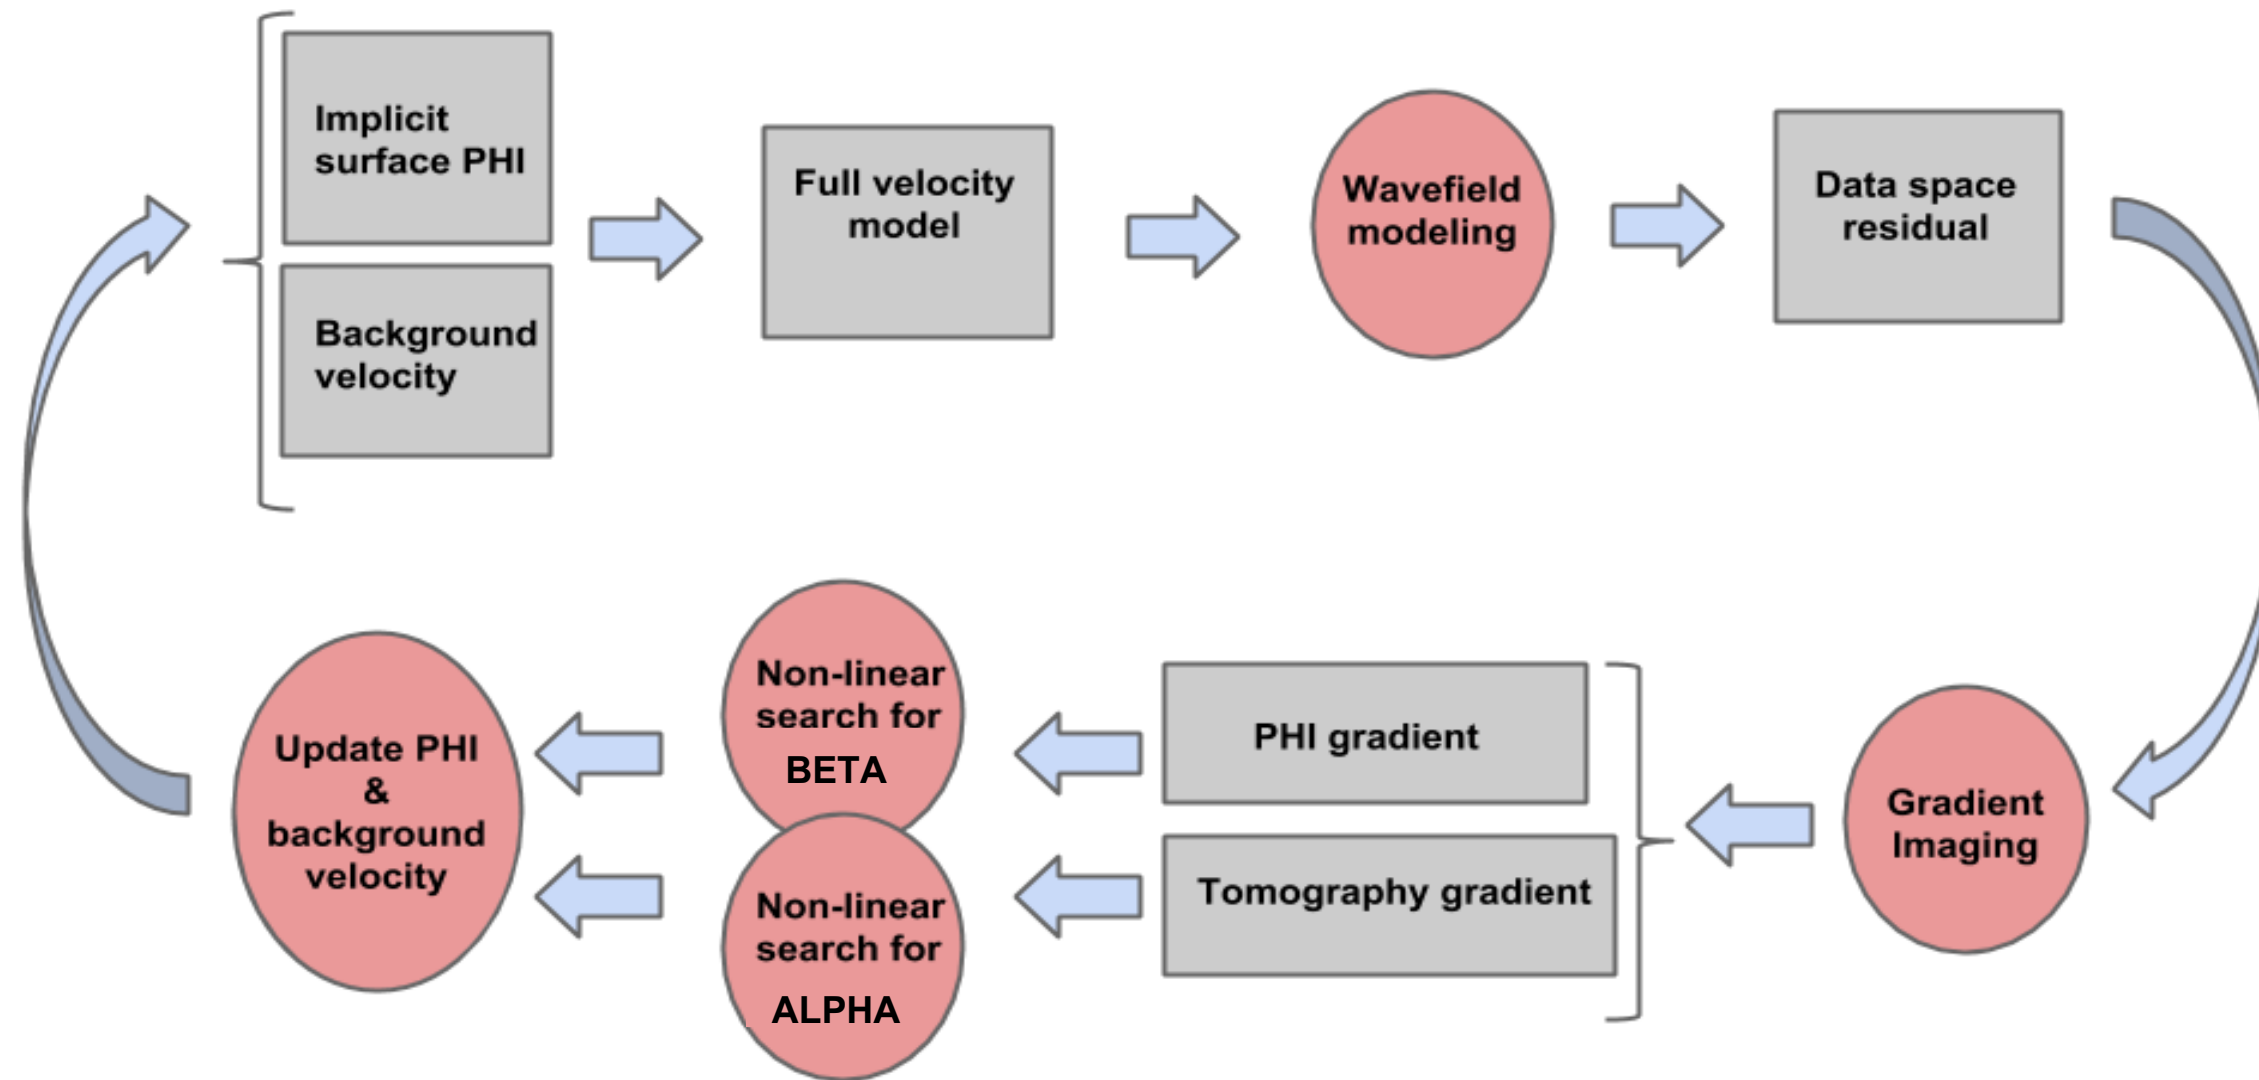 Implicit
surface PHI
Background
velocity
Full velocity
model
Wavefield
modeling
Data space
residual
Gradient
Imaging
PHI gradient
Tomography gradient
Non-linear
search for
BETA
Non-linear
search for
ALPHA
Update PHI
&
background
velocity